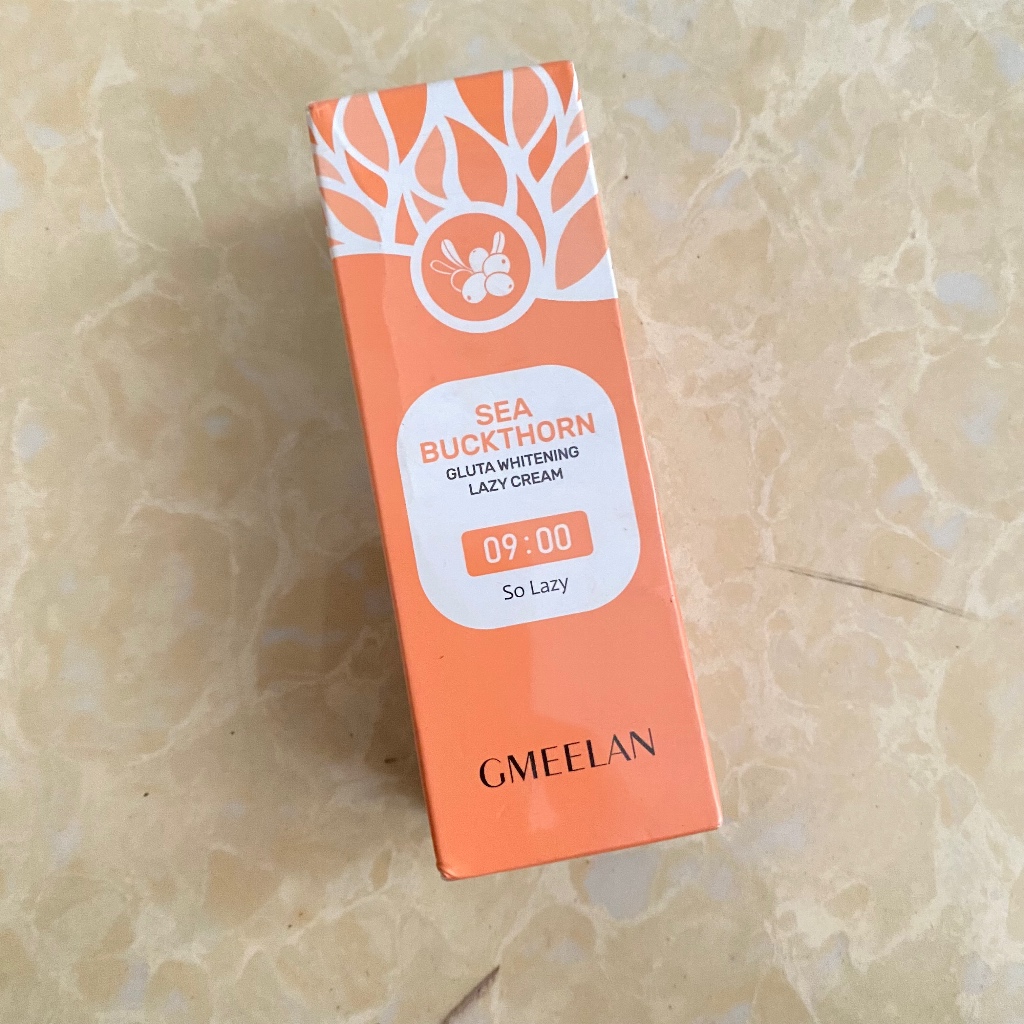 SEA
BUCKTHORN
GLUTA WHITENING
LAZY CREAM
09:00
So Lazy
GMEELAN